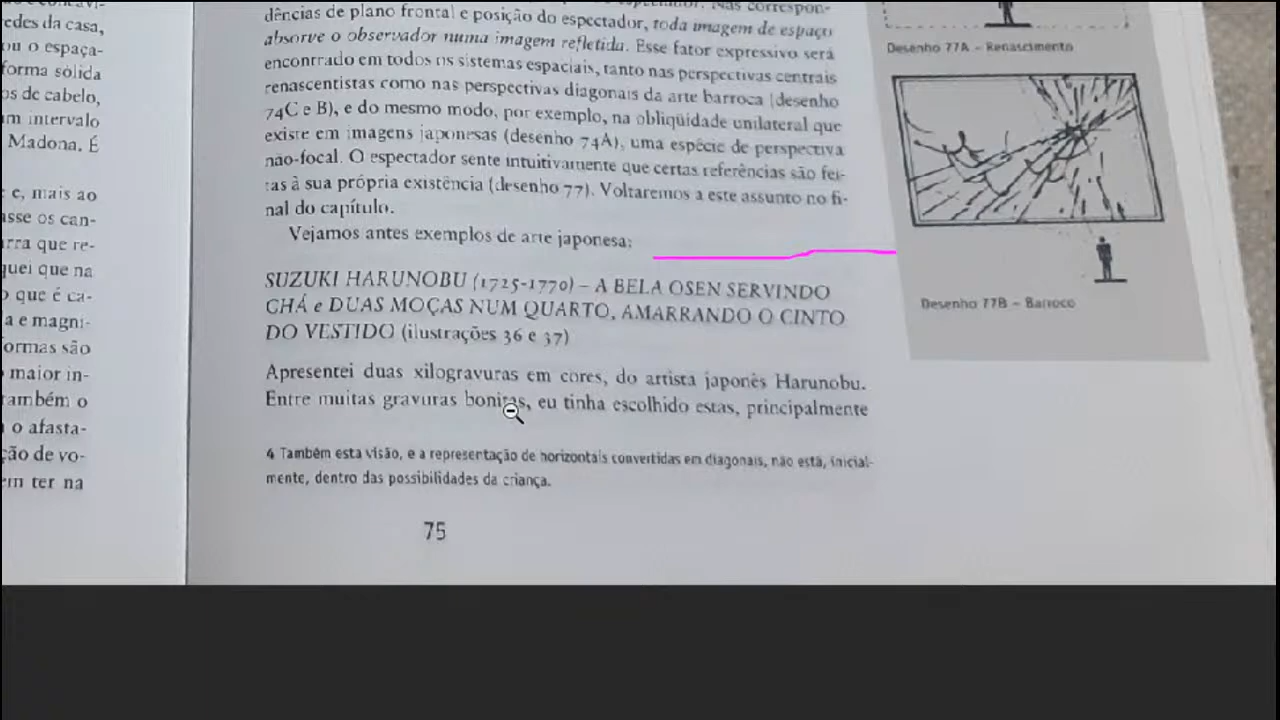 redes da casa,
ou o espaça-
forma sólida
os de cabelo,
um intervalo
Madona. É
e, mais ao
asse os can-
rra que re-
quei que na
o que é ca-
a e magni-
formas são
maior in-
também o
o afasta-
ção de vo-
em ter na
espectador. Nas correspon-
dências de plano frontal e posição do espectador, toda imagem de espaço
absorve o observador numa imagem refletida. Esse fator expressivo será
encontrado em todos os sistemas espaciais, tanto nas perspectivas centrais
renascentistas como nas perspectivas diagonais da arte barroca (desenho
74C e B), e do mesmo modo, por exemplo, na obliqüidade unilateral que
existe em imagens japonesas (desenho 74A), uma espécie de perspectiva
não-focal. O espectador sente intuitivamente que certas referências são fei-
tas à sua própria existência (desenho 77). Voltaremos a este assunto no fi-
nal do capítulo.
Vejamos antes exemplos de arte japonesa:
SUZUKI HARUNOBU (1725-1770) – A BELA OSEN SERVINDO
CHÁ e DUAS MOÇAS NUM QUARTO, AMARRANDO O CINTO
DO VESTIDO (ilustrações 36 e 37)
Apresentei duas xilogravuras em cores, do artista japonês Harunobu.
Entre muitas gravuras bonitas, eu tinha escolhido estas, principalmente
4 Também esta visão, e a representação de horizontais convertidas em diagonais, não está, inicial-
mente, dentro das possibilidades da criança.
75
Desenho 77A – Renascimento
Desenho 77B – Barroco